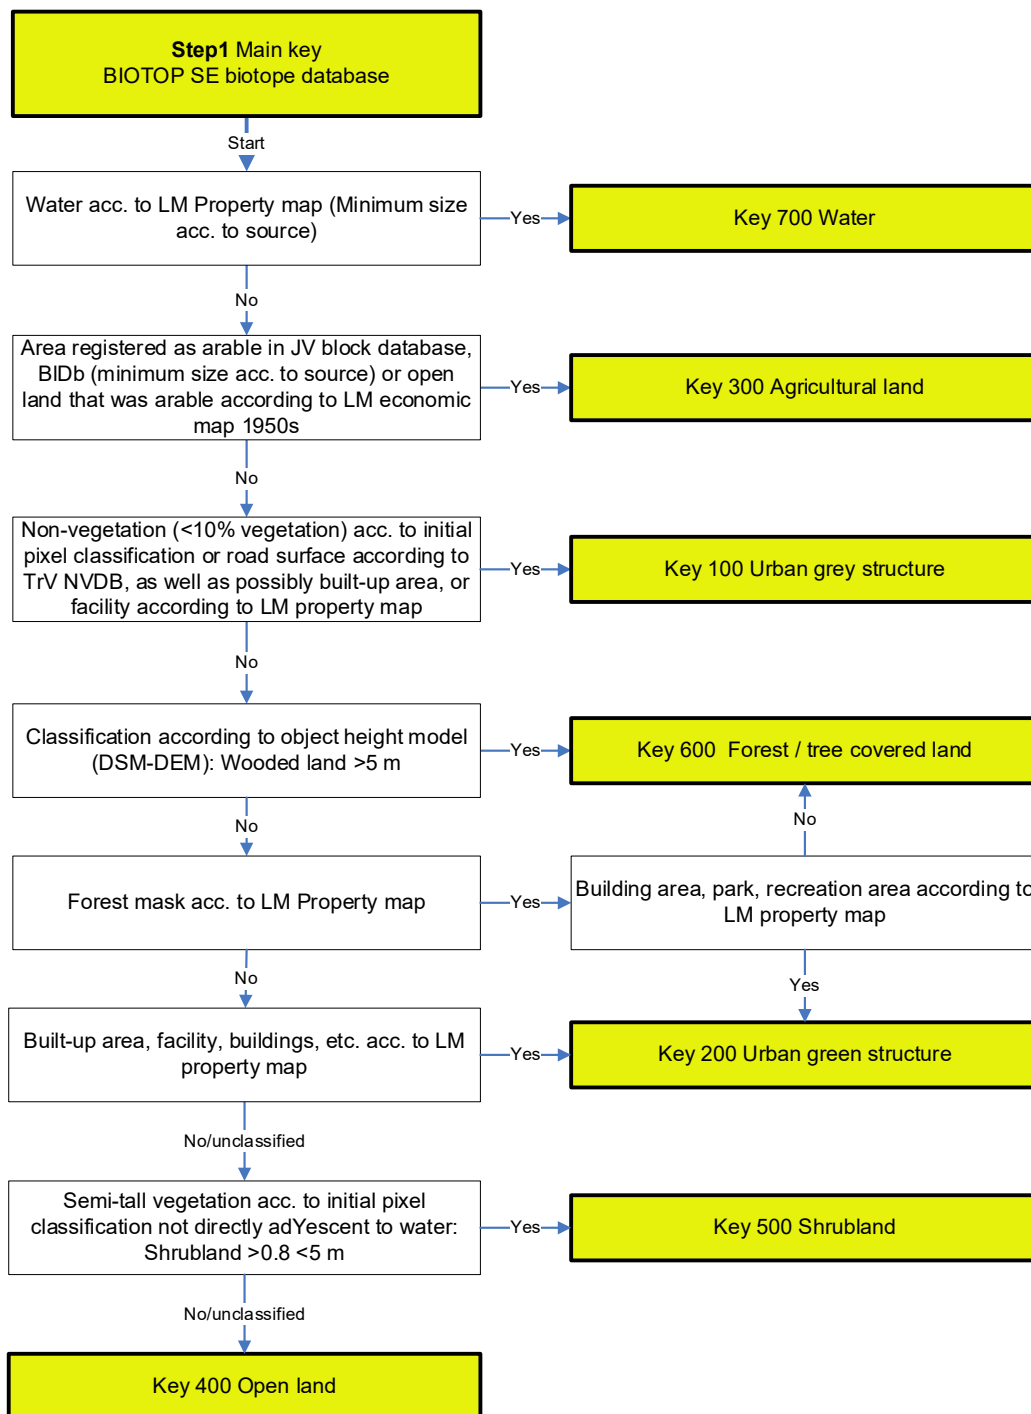 Step1 Main key
BIOTOP SE biotope database
Start
Water acc. to LM Property map (Minimum size
acc. to source)
Yes
Key 700 Water
No
Area registered as arable in JV block database,
BIDb (minimum size acc. to source) or open
land that was arable according to LM economic
map 1950s
Yes
Key 300 Agricultural land
No
Non-vegetation (<10% vegetation) acc. to initial
pixel classification or road surface according to
TrV NVDB, as well as possibly built-up area, or
facility according to LM property map
Yes
Key 100 Urban grey structure
No
Classification according to object height model
(DSM-DEM): Wooded land >5 m
Yes
Key 600  Forest / tree covered land
No
No
Forest mask acc. to LM Property map
Yes
Building area, park, recreation area according to
LM property map
No
Yes
Built-up area, facility, buildings, etc. acc. to LM
property map
Yes
Key 200 Urban green structure
No/unclassified
Semi-tall vegetation acc. to initial pixel
classification not directly adYescent to water:
Shrubland >0.8 <5 m
Yes
Key 500 Shrubland
No/unclassified
Key 400 Open land